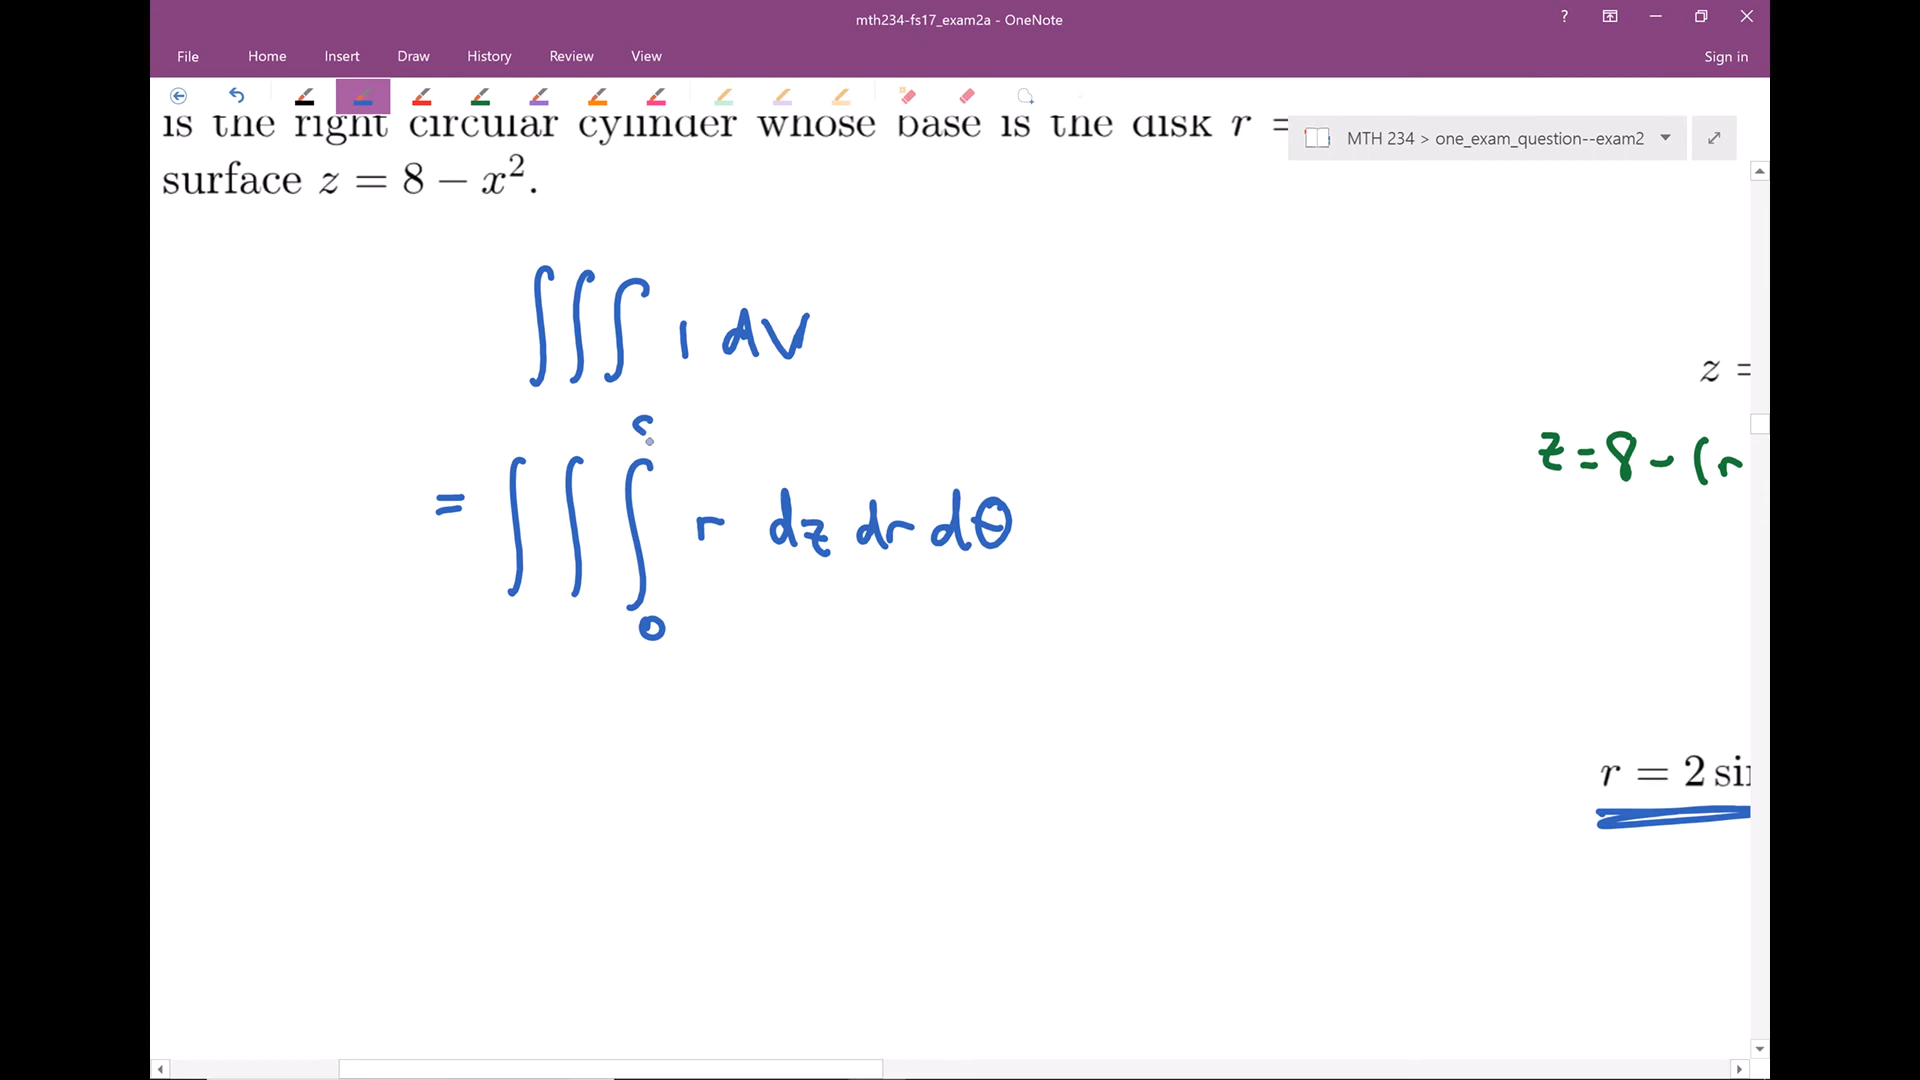 mth234-fs17_exam2a - OneNote
File Home Insert Draw History Review View Sign in
is the right circular cylinder whose base is the disk r =
MTH 234 > one_exam_question--exam2
surface z = 8 − x².
∫∫∫ 1 dV
z =
z = 8 - (r
= ∫ ∫ ∫₀ r dz dr dθ
r = 2 sin